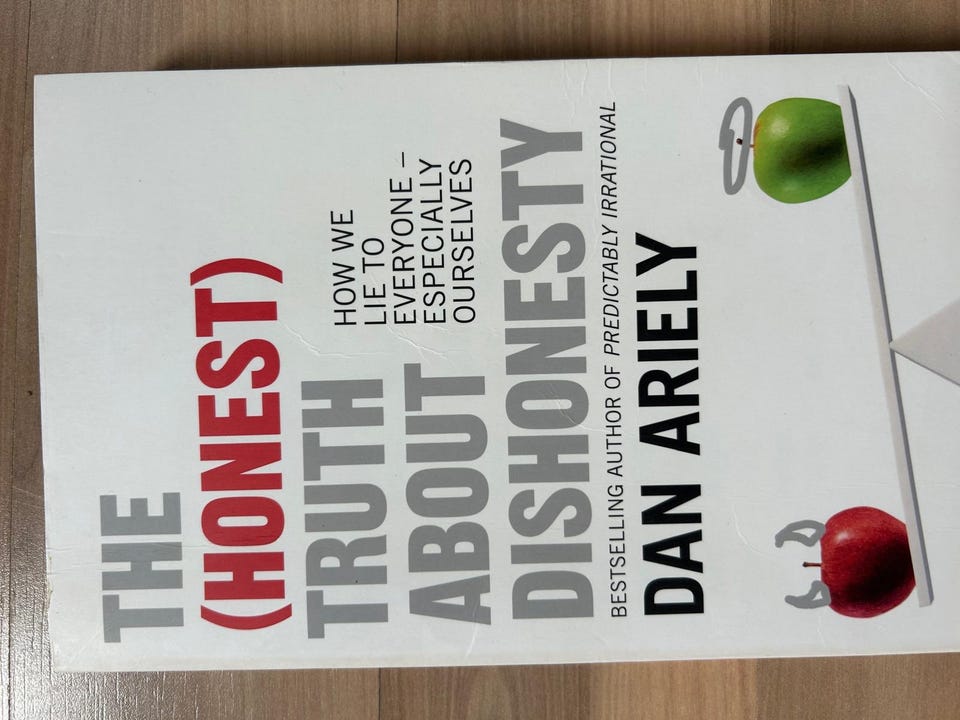 THE
(HONEST)
TRUTH
ABOUT
HOW WE
LIE TO
EVERYONE –
ESPECIALLY
OURSELVES
DISHONESTY
BESTSELLING AUTHOR OF PREDICTABLY IRRATIONAL
DAN ARIELY